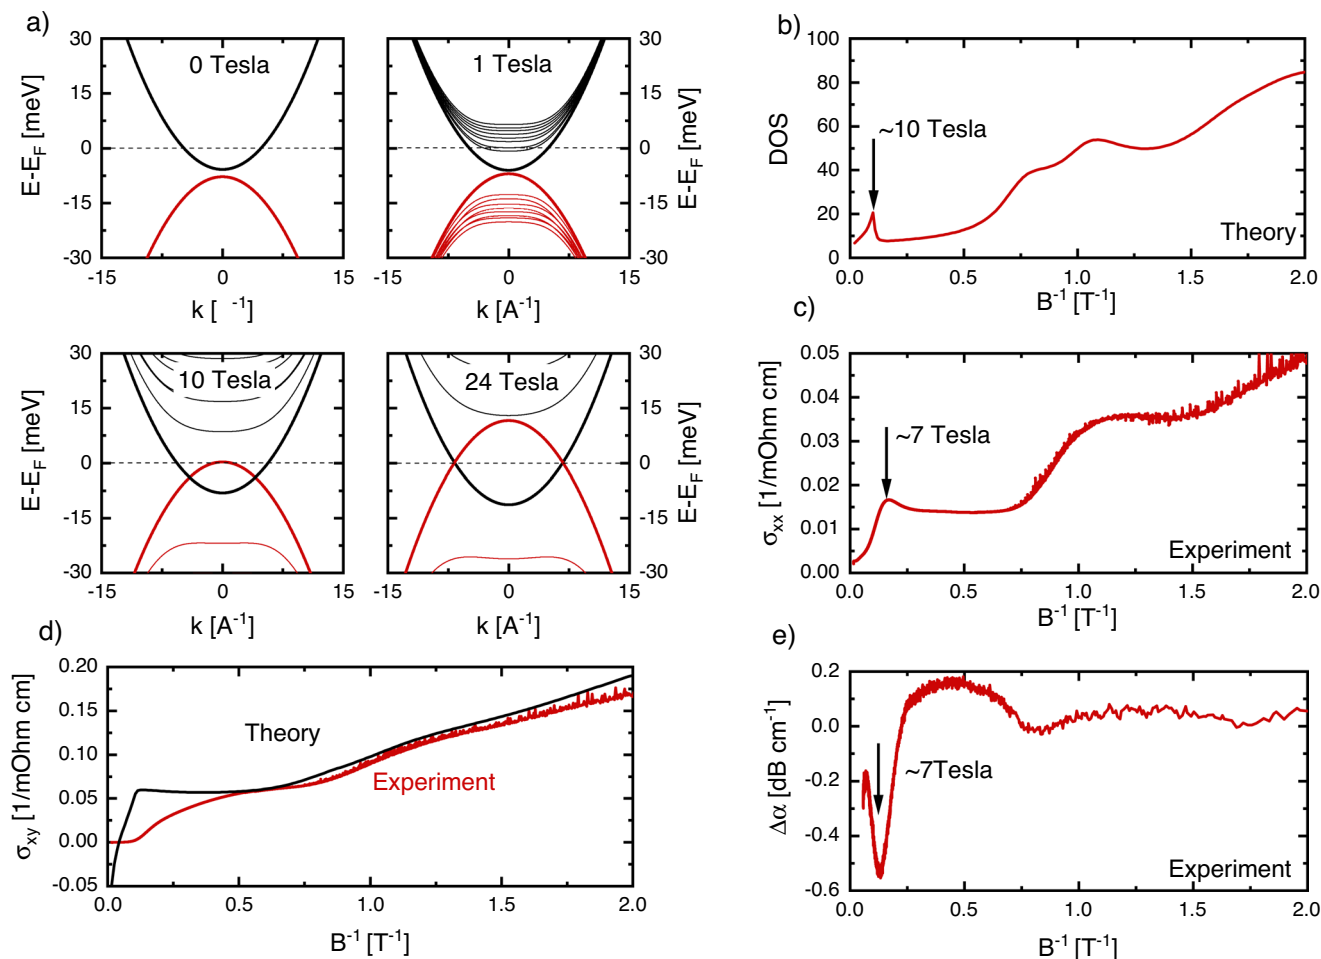 a)
30
15
0
-15
-30
E-E_F [meV]
0 Tesla
-15 0 15
k [ ⁻¹]
1 Tesla
30
15
0
-15
-30
E-E_F [meV]
-15 0 15
k [A⁻¹]
30
15
0
-15
-30
E-E_F [meV]
10 Tesla
-15 0 15
k [A⁻¹]
24 Tesla
30
15
0
-15
-30
E-E_F [meV]
-15 0 15
k [A⁻¹]
b)
100
80
60
40
20
0
DOS
~10 Tesla
Theory
0.0 0.5 1.0 1.5 2.0
B⁻¹ [T⁻¹]
c)
0.05
0.04
0.03
0.02
0.01
0.00
σ_xx [1/mOhm cm]
~7 Tesla
Experiment
0.0 0.5 1.0 1.5 2.0
B⁻¹ [T⁻¹]
d)
0.20
0.15
0.10
0.05
0.00
-0.05
σ_xy [1/mOhm cm]
Theory
Experiment
0.0 0.5 1.0 1.5 2.0
B⁻¹ [T⁻¹]
e)
0.2
0.0
-0.2
-0.4
-0.6
Δα [dB cm⁻¹]
~7Tesla
Experiment
0.0 0.5 1.0 1.5 2.0
B⁻¹ [T⁻¹]